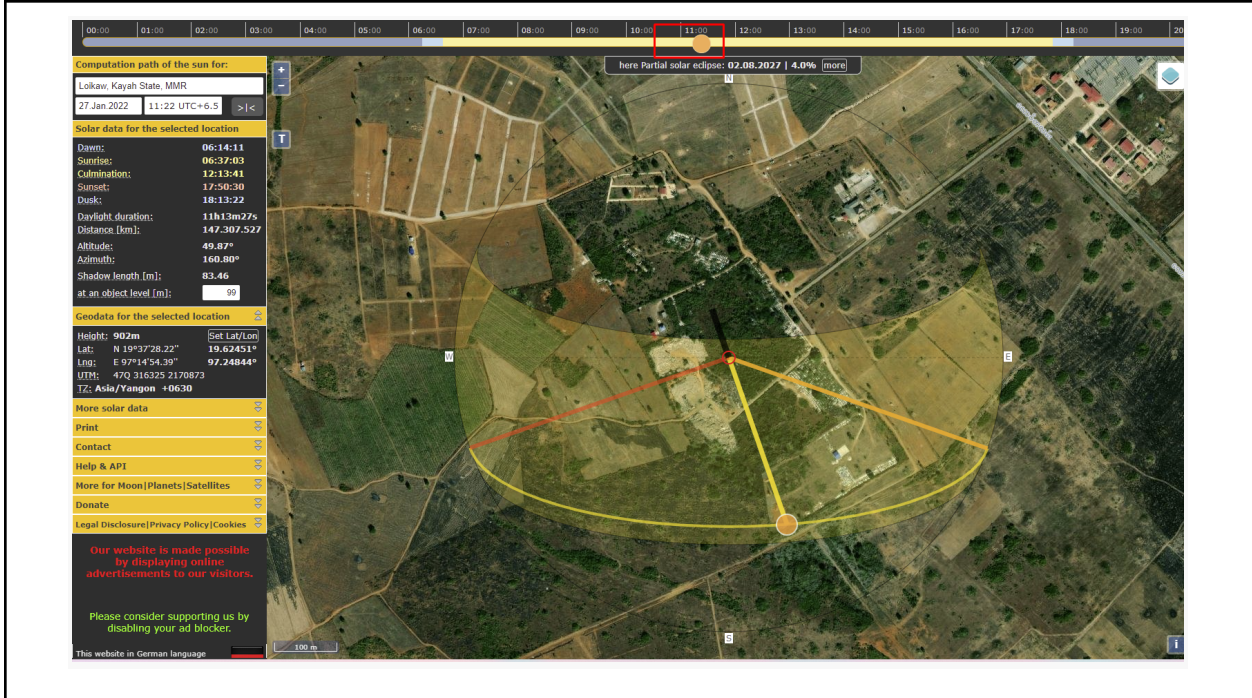 00:00 01:00 02:00 03:00 04:00 05:00 06:00 07:00 08:00 09:00 10:00 11:00 12:00 13:00 14:00 15:00 16:00 17:00 18:00 19:00 20
Computation path of the sun for:
Loikaw, Kayah State, MMR
27.Jan.2022 11:22 UTC+6.5 >|<
Solar data for the selected location
Dawn: 06:14:11
Sunrise: 06:37:03
Culmination: 12:13:41
Sunset: 17:50:30
Dusk: 18:13:22
Daylight duration: 11h13m27s
Distance [km]: 147.307.527
Altitude: 49.87°
Azimuth: 160.80°
Shadow length [m]: 83.46
at an object level [m]: 99
Geodata for the selected location
Height: 902m Set Lat/Lon
Lat: N 19°37'28.22" 19.62451°
Lng: E 97°14'54.39" 97.24844°
UTM: 47Q 316325 2170873
TZ: Asia/Yangon +0630
More solar data
Print
Contact
Help & API
More for Moon|Planets|Satellites
Donate
Legal Disclosure|Privacy Policy|Cookies
Our website is made possible
by displaying online
advertisements to our visitors.
Please consider supporting us by
disabling your ad blocker.
This website in German language
+
−
T
here Partial solar eclipse: 02.08.2027 | 4.0% more
N
W
E
S
100 m
i